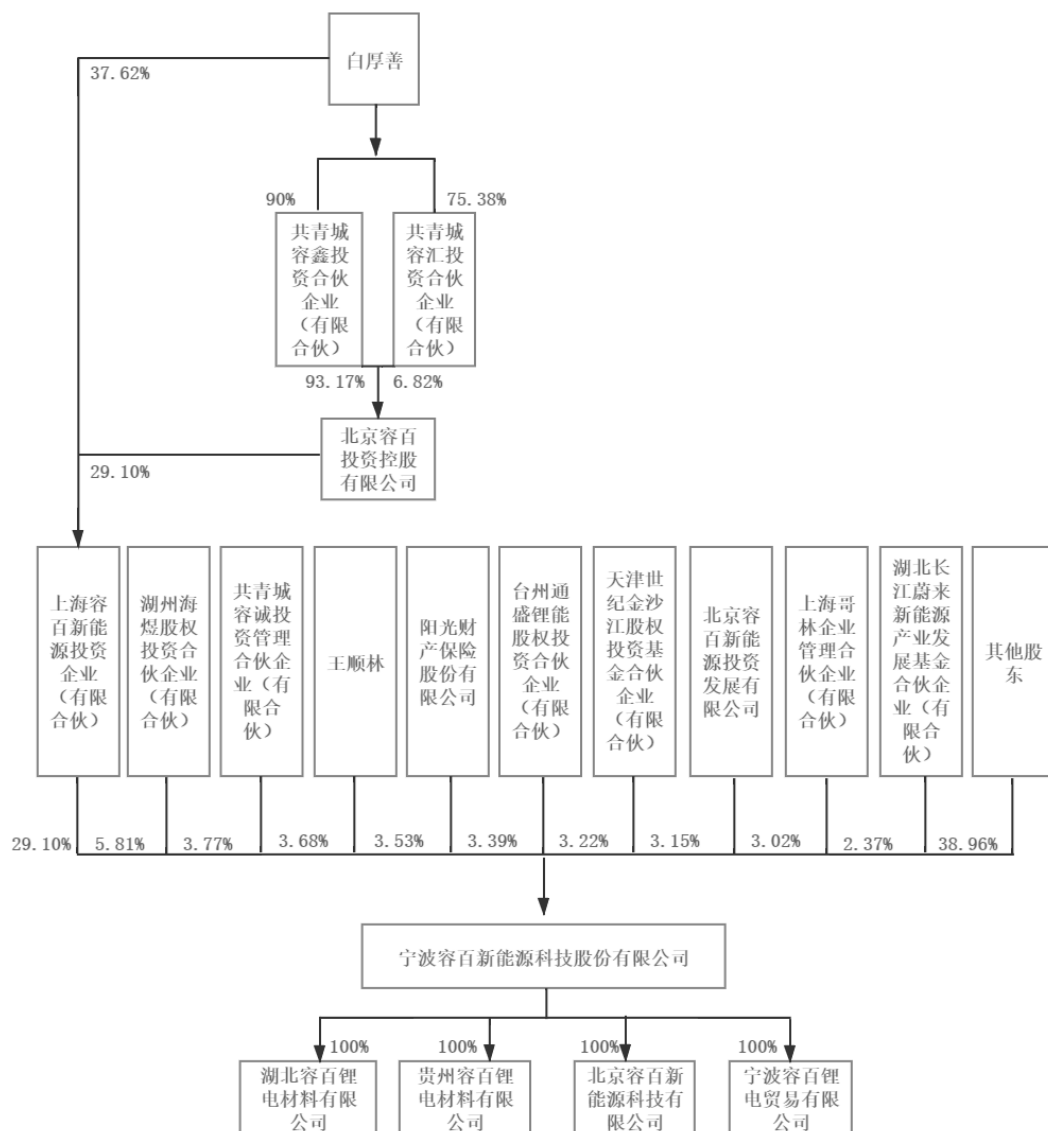 白厚善
37.62%
90%
75.38%
共青城
容鑫投
资合伙
企业
（有限
合伙）
共青城
容汇投
资合伙
企业
（有限
合伙）
93.17%
6.82%
北京容百
投资控股
有限公司
29.10%
上海容
百新能
源投资
企业
（有限
合伙）
湖州海
煜股权
投资合
伙企业
（有限
合伙）
共青城
容诚投
资管理
合伙企
业（有
限合
伙）
王顺林
阳光财
产保险
股份有
限公司
台州通
盛锂能
股权投
资合伙
企业
（有限
合伙）
天津世
纪金沙
江股权
投资基
金合伙
企业
（有限
合伙）
北京容
百新能
源投资
发展有
限公司
上海哥
林企业
管理合
伙企业
（有限
合伙）
湖北长
江蔚来
新能源
产业发
展基金
合伙企
业（有
限合
伙）
其他股
东
29.10%
5.81%
3.77%
3.68%
3.53%
3.39%
3.22%
3.15%
3.02%
2.37%
38.96%
宁波容百新能源科技股份有限公司
100%
100%
100%
100%
湖北容百锂
电材料有限
公司
贵州容百锂
电材料有限
公司
北京容百新
能源科技有
限公司
宁波容百锂
电贸易有限
公司